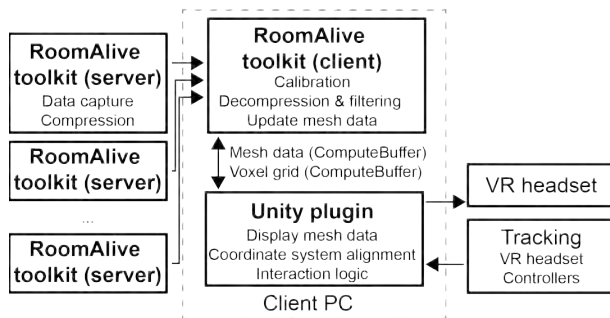 RoomAlive
toolkit (server)
Data capture
Compression
RoomAlive
toolkit (server)
...
RoomAlive
toolkit (server)
RoomAlive
toolkit (client)
Calibration
Decompression & filtering
Update mesh data
Mesh data (ComputeBuffer)
Voxel grid (ComputeBuffer)
Unity plugin
Display mesh data
Coordinate system alignment
Interaction logic
Client PC
VR headset
Tracking
VR headset
Controllers